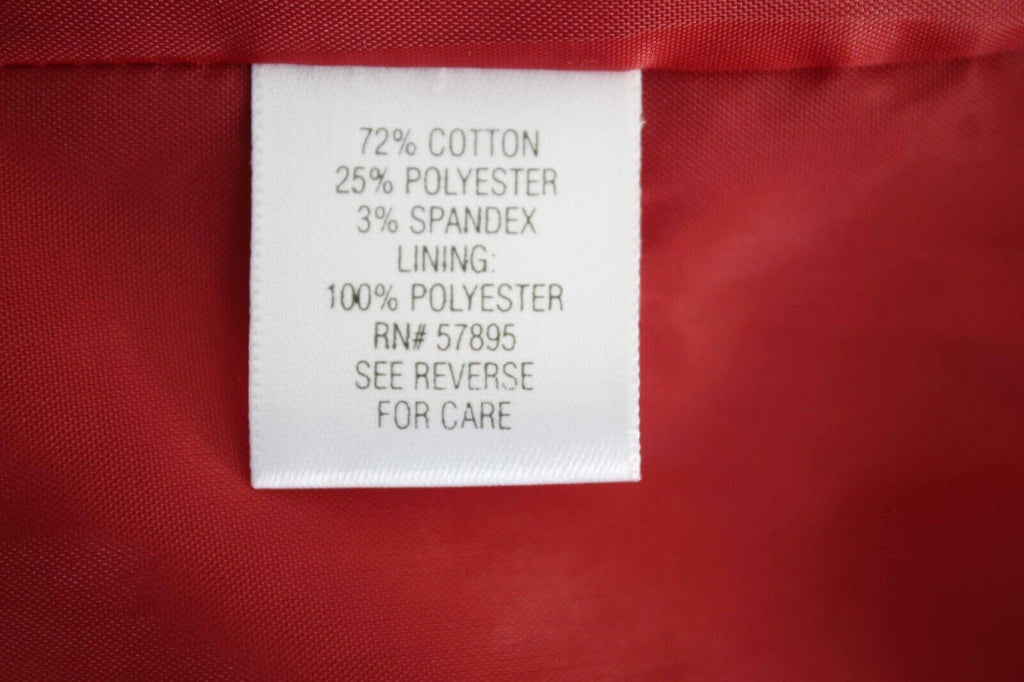 72% COTTON
25% POLYESTER
3% SPANDEX
LINING:
100% POLYESTER
RN# 57895
SEE REVERSE
FOR CARE